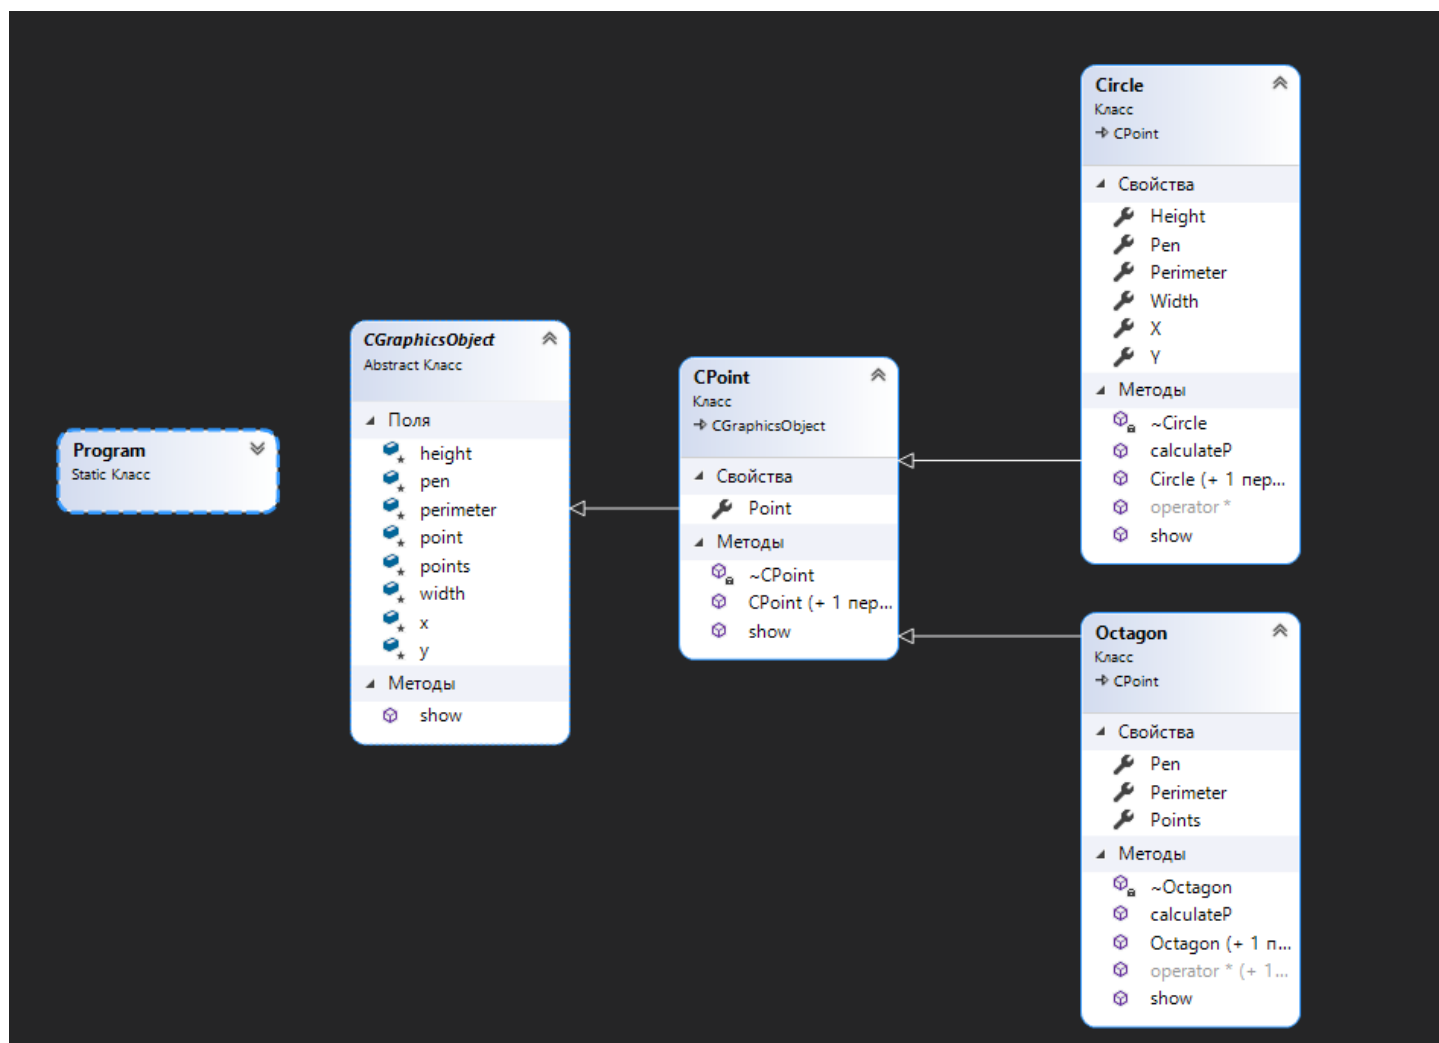 Program
Static Класс
CGraphicsObject
Abstract Класс
Поля
height
pen
perimeter
point
points
width
x
y
Методы
show
CPoint
Класс
CGraphicsObject
Свойства
Point
Методы
~CPoint
CPoint (+ 1 пер...
show
Circle
Класс
CPoint
Свойства
Height
Pen
Perimeter
Width
X
Y
Методы
~Circle
calculateP
Circle (+ 1 пер...
operator *
show
Octagon
Класс
CPoint
Свойства
Pen
Perimeter
Points
Методы
~Octagon
calculateP
Octagon (+ 1 п...
operator * (+ 1...
show